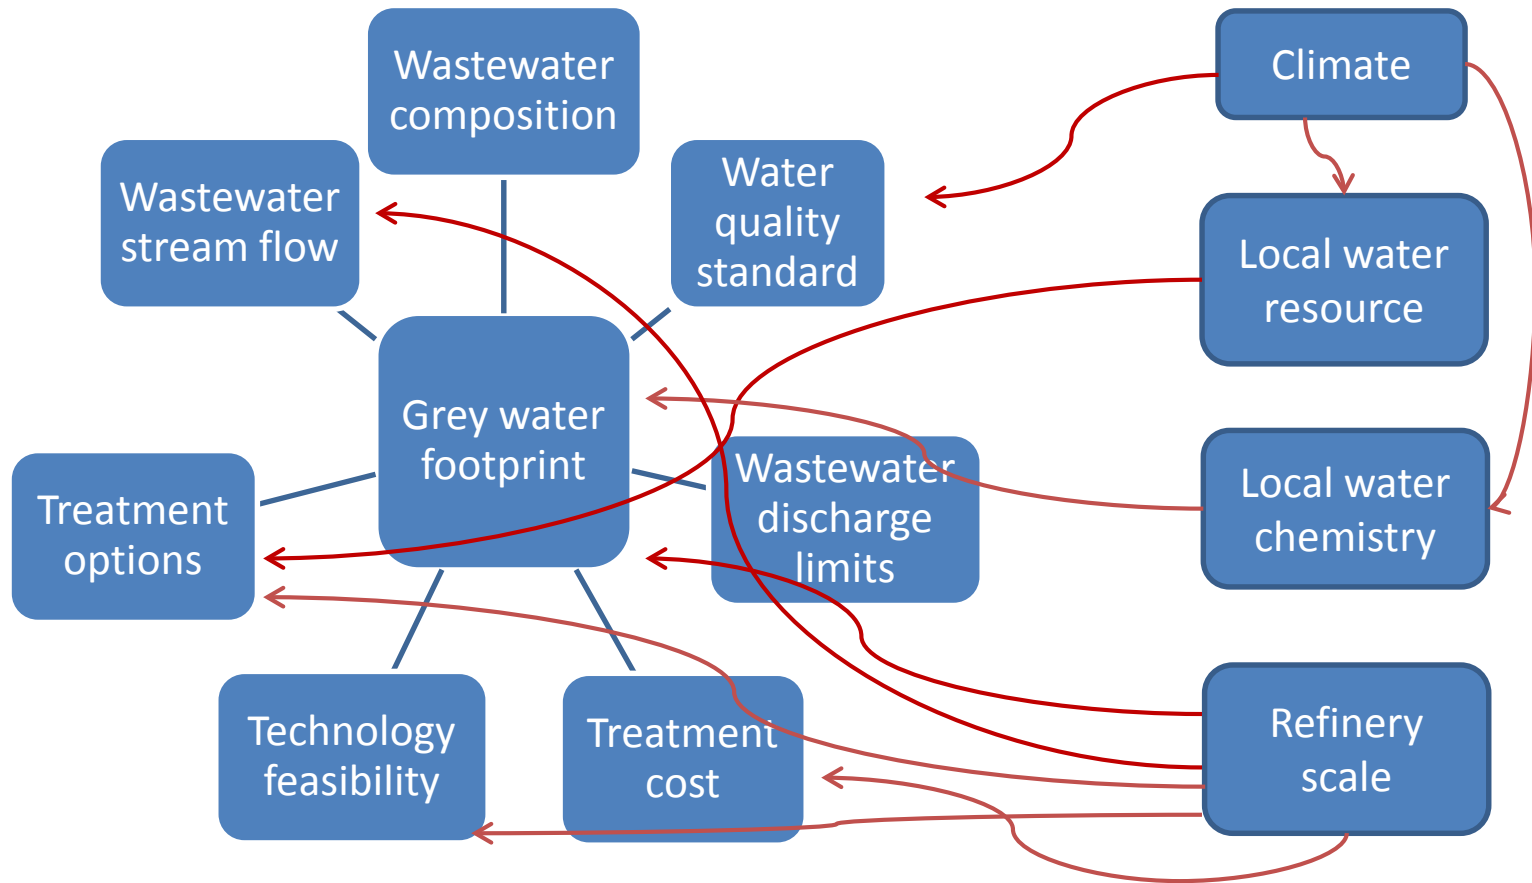 Wastewater
composition
Climate
Wastewater
stream flow
Water
quality
standard
Local water
resource
Grey water
footprint
Wastewater
discharge
limits
Local water
chemistry
Treatment
options
Technology
feasibility
Treatment
cost
Refinery
scale